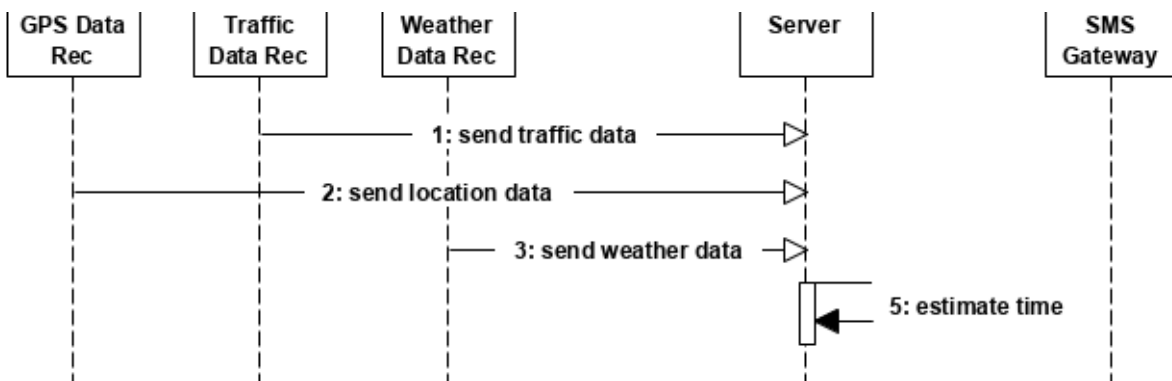 GPS Data
Rec
Traffic
Data Rec
Weather
Data Rec
Server
SMS
Gateway
1: send traffic data
2: send location data
3: send weather data
5: estimate time